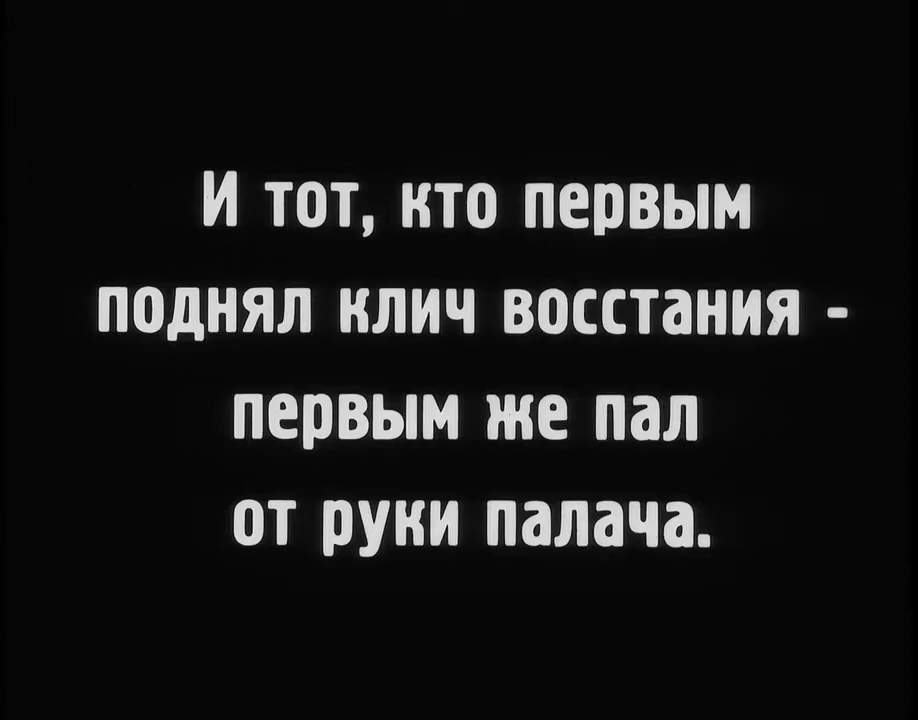 И тот, кто первым
поднял клич восстания -
первым же пал
от руки палача.